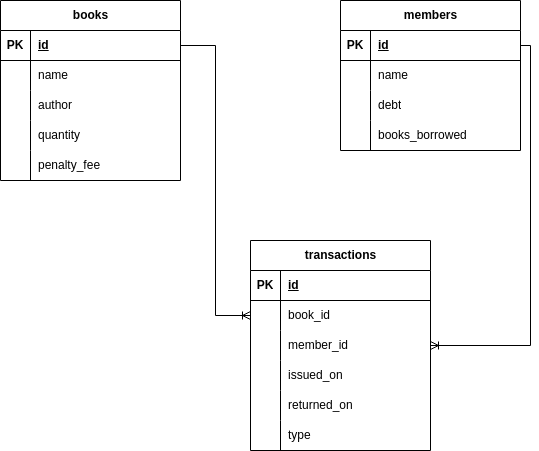 books
PK id
name
author
quantity
penalty_fee
members
PK id
name
debt
books_borrowed
transactions
PK id
book_id
member_id
issued_on
returned_on
type